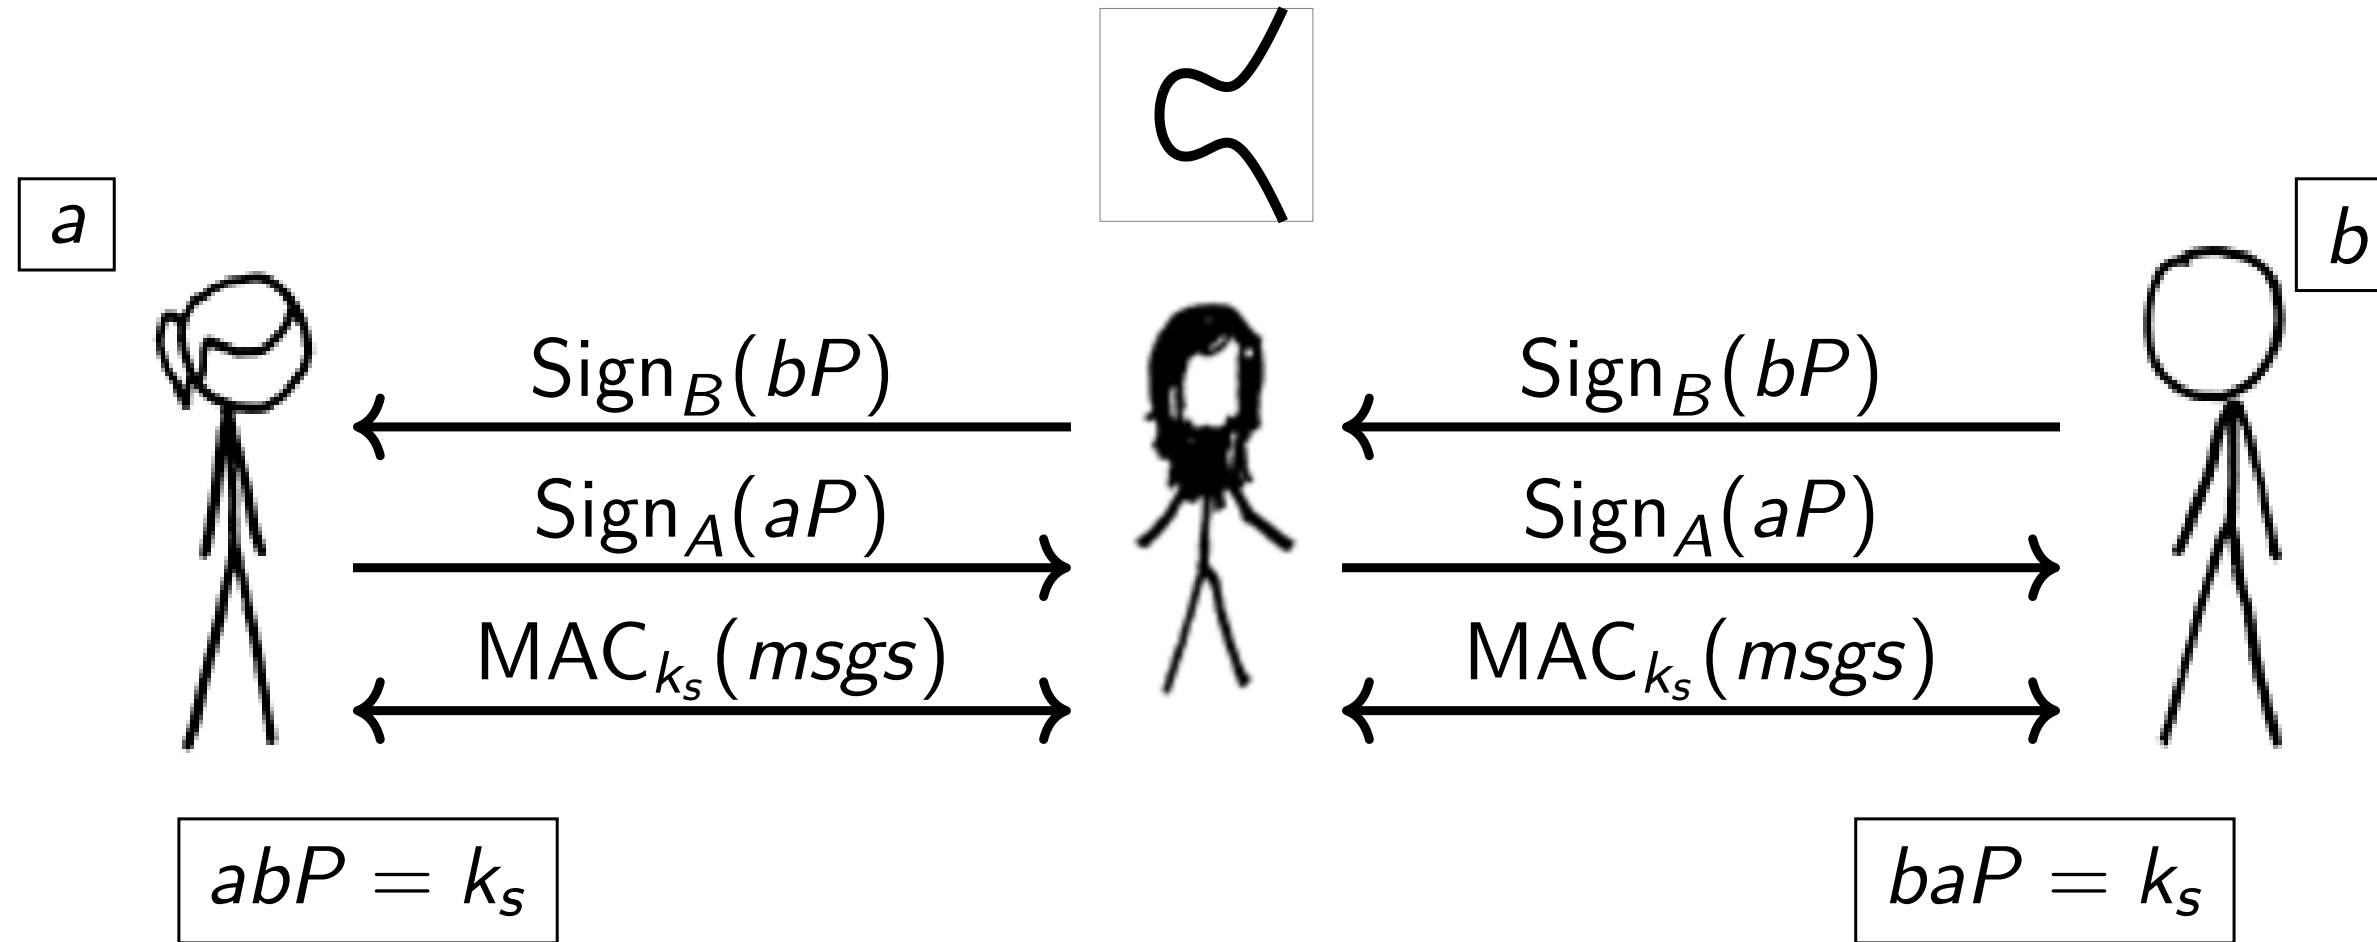 a
b
Sign_B(bP) Sign_B(bP)
Sign_A(aP) Sign_A(aP)
MAC_{k_s}(msgs) MAC_{k_s}(msgs)
abP = k_s baP = k_s